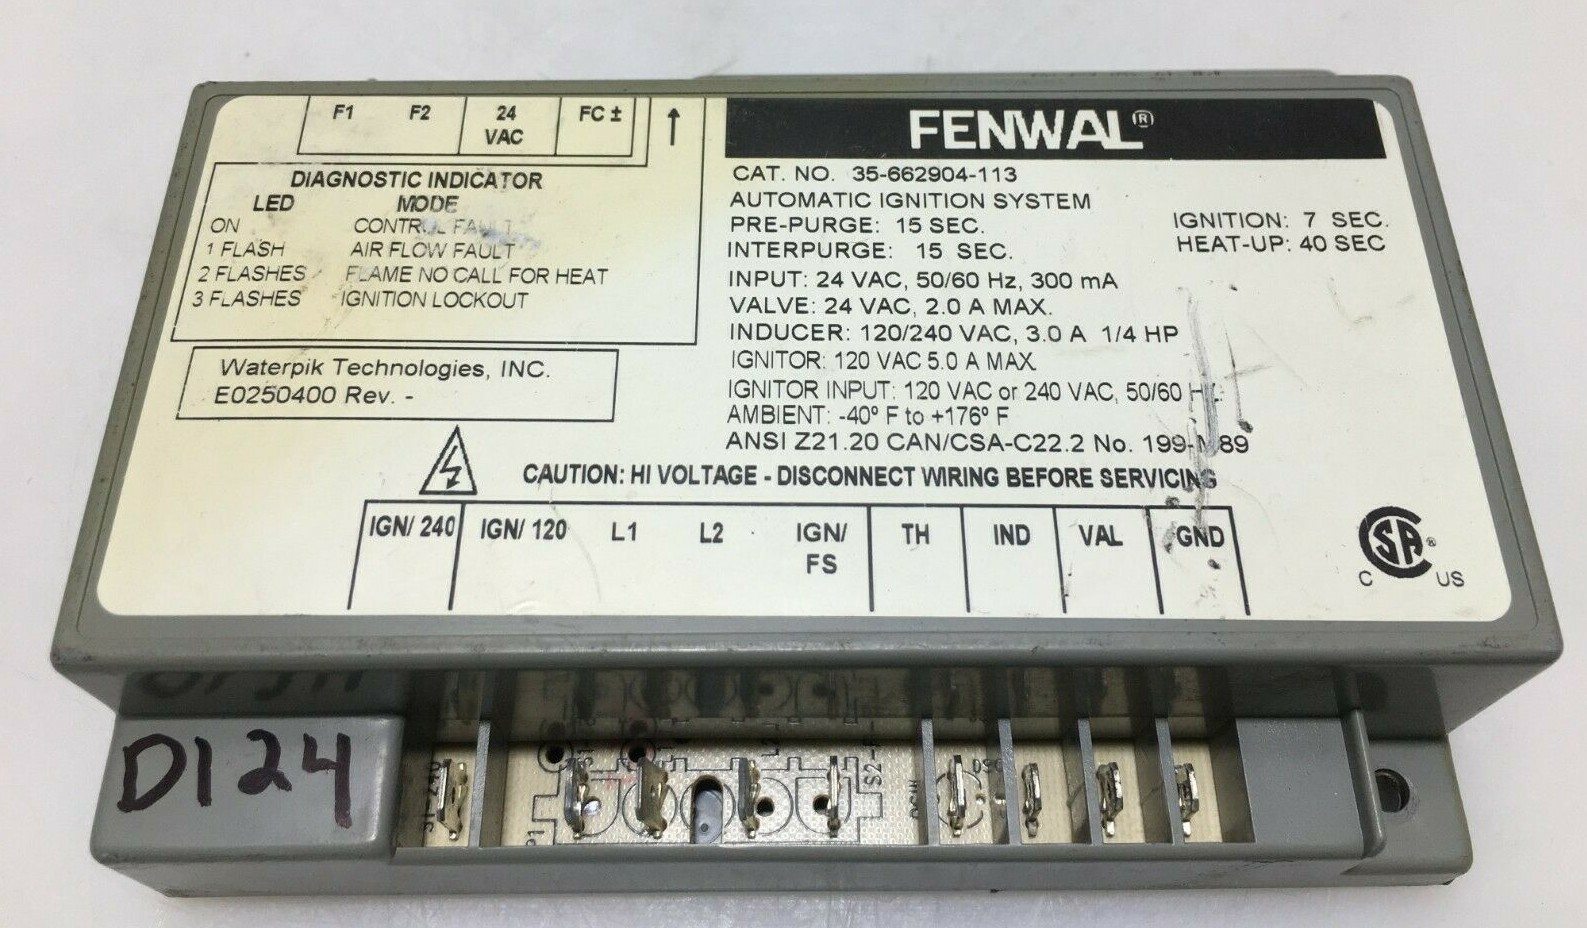 F1 F2 24 VAC FC ±
DIAGNOSTIC INDICATOR
LED MODE
ON CONTROL FAULT
1 FLASH AIR FLOW FAULT
2 FLASHES FLAME NO CALL FOR HEAT
3 FLASHES IGNITION LOCKOUT
Waterpik Technologies, INC.
E0250400 Rev. -
FENWAL®
CAT. NO. 35-662904-113
AUTOMATIC IGNITION SYSTEM
PRE-PURGE: 15 SEC. IGNITION: 7 SEC.
INTERPURGE: 15 SEC. HEAT-UP: 40 SEC
INPUT: 24 VAC, 50/60 Hz, 300 mA
VALVE: 24 VAC, 2.0 A MAX.
INDUCER: 120/240 VAC, 3.0 A 1/4 HP
IGNITOR: 120 VAC 5.0 A MAX.
IGNITOR INPUT: 120 VAC or 240 VAC, 50/60 Hz.
AMBIENT: -40° F to +176° F
ANSI Z21.20 CAN/CSA-C22.2 No. 199-M89
CAUTION: HI VOLTAGE - DISCONNECT WIRING BEFORE SERVICING
IGN/ 240 IGN/ 120 L1 L2 IGN/ FS TH IND VAL GND
C SA ® US
D124
S1-240
P1